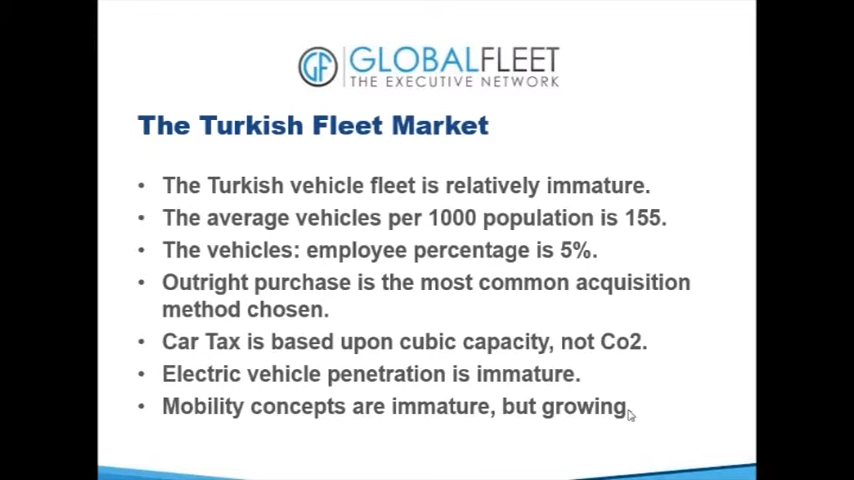 GF GLOBALFLEET
THE EXECUTIVE NETWORK
The Turkish Fleet Market
• The Turkish vehicle fleet is relatively immature.
• The average vehicles per 1000 population is 155.
• The vehicles: employee percentage is 5%.
• Outright purchase is the most common acquisition
method chosen.
• Car Tax is based upon cubic capacity, not Co2.
• Electric vehicle penetration is immature.
• Mobility concepts are immature, but growing.